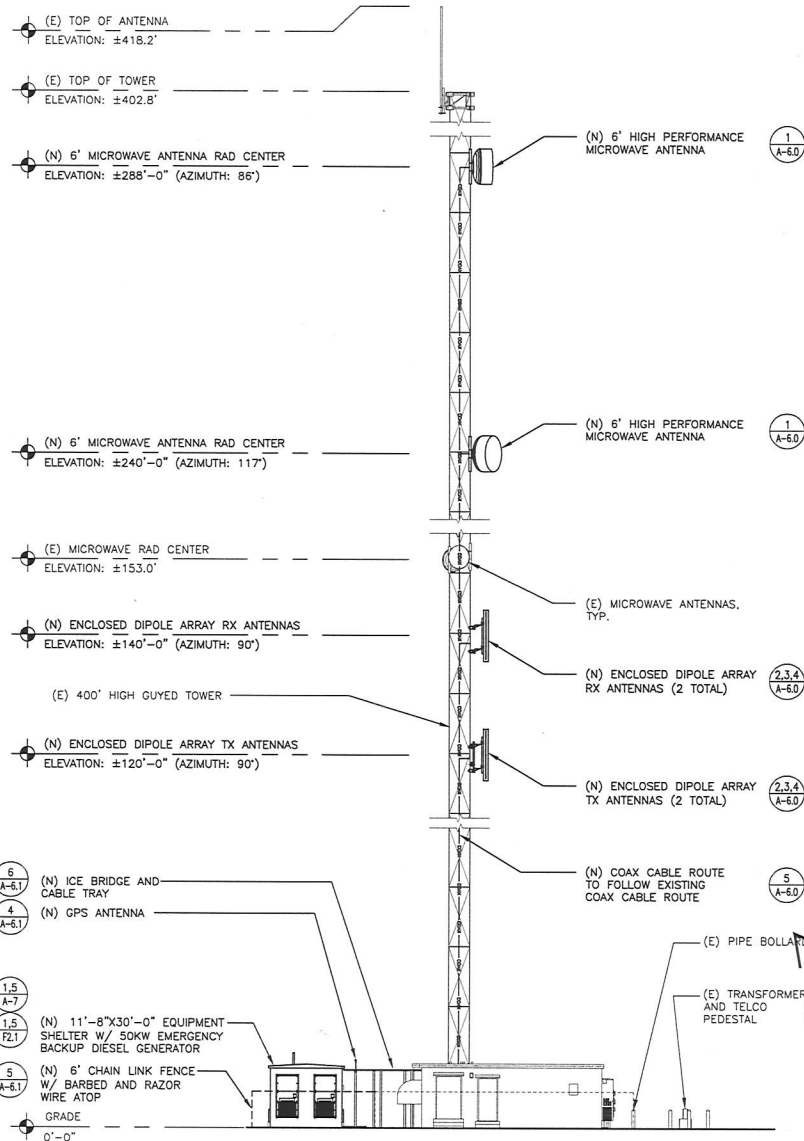 (E) TOP OF ANTENNA
ELEVATION: ±418.2'
(E) TOP OF TOWER
ELEVATION: ±402.8'
(N) 6' MICROWAVE ANTENNA RAD CENTER
ELEVATION: ±288'-0" (AZIMUTH: 86°)
(N) 6' HIGH PERFORMANCE
MICROWAVE ANTENNA
1
A-6.0
(N) 6' MICROWAVE ANTENNA RAD CENTER
ELEVATION: ±240'-0" (AZIMUTH: 117°)
(N) 6' HIGH PERFORMANCE
MICROWAVE ANTENNA
1
A-6.0
(E) MICROWAVE RAD CENTER
ELEVATION: ±153.0'
(E) MICROWAVE ANTENNAS,
TYP.
(N) ENCLOSED DIPOLE ARRAY RX ANTENNAS
ELEVATION: ±140'-0" (AZIMUTH: 90°)
(N) ENCLOSED DIPOLE ARRAY
RX ANTENNAS (2 TOTAL)
2,3,4
A-6.0
(E) 400' HIGH GUYED TOWER
(N) ENCLOSED DIPOLE ARRAY TX ANTENNAS
ELEVATION: ±120'-0" (AZIMUTH: 90°)
(N) ENCLOSED DIPOLE ARRAY
TX ANTENNAS (2 TOTAL)
2,3,4
A-6.0
(N) COAX CABLE ROUTE
TO FOLLOW EXISTING
COAX CABLE ROUTE
5
A-6.0
6
A-6.1
(N) ICE BRIDGE AND
CABLE TRAY
4
A-6.1
(N) GPS ANTENNA
(E) PIPE BOLLARD
(E) TRANSFORMER
AND TELCO
PEDESTAL
1,5
A-7
1,5
F2.1
(N) 11'-8"X30'-0" EQUIPMENT
SHELTER W/ 50KW EMERGENCY
BACKUP DIESEL GENERATOR
5
A-6.1
(N) 6' CHAIN LINK FENCE
W/ BARBED AND RAZOR
WIRE ATOP
GRADE
0'-0"